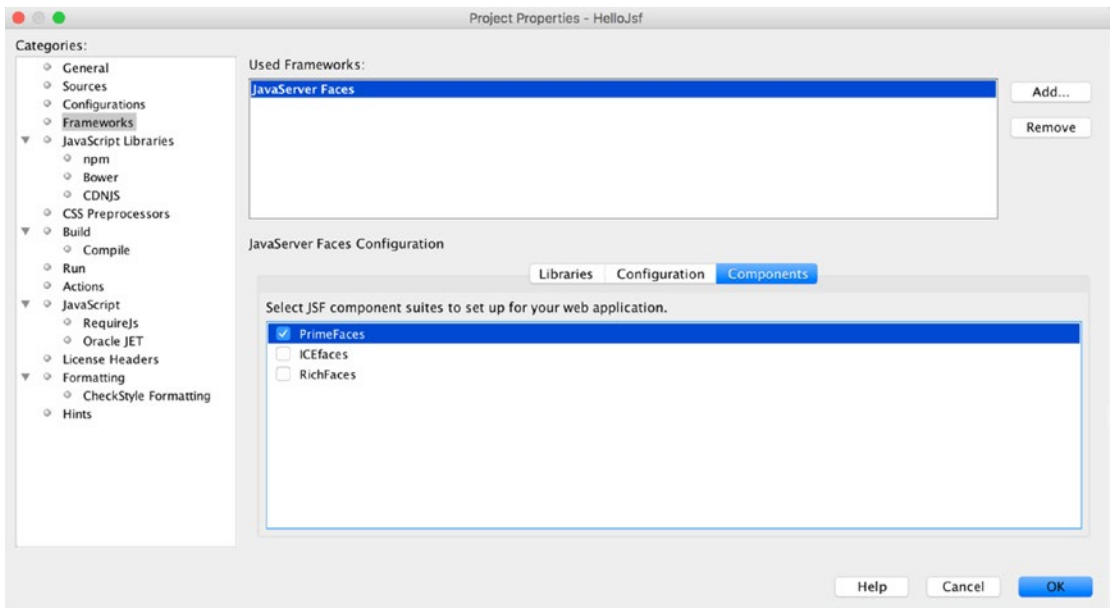 Project Properties - HelloJsf
Categories:
General
Sources
Configurations
Frameworks
JavaScript Libraries
npm
Bower
CDNJS
CSS Preprocessors
Build
Compile
Run
Actions
JavaScript
RequireJs
Oracle JET
License Headers
Formatting
CheckStyle Formatting
Hints
Used Frameworks:
JavaServer Faces
Add...
Remove
JavaServer Faces Configuration
Libraries Configuration Components
Select JSF component suites to set up for your web application.
PrimeFaces
ICEfaces
RichFaces
Help Cancel OK